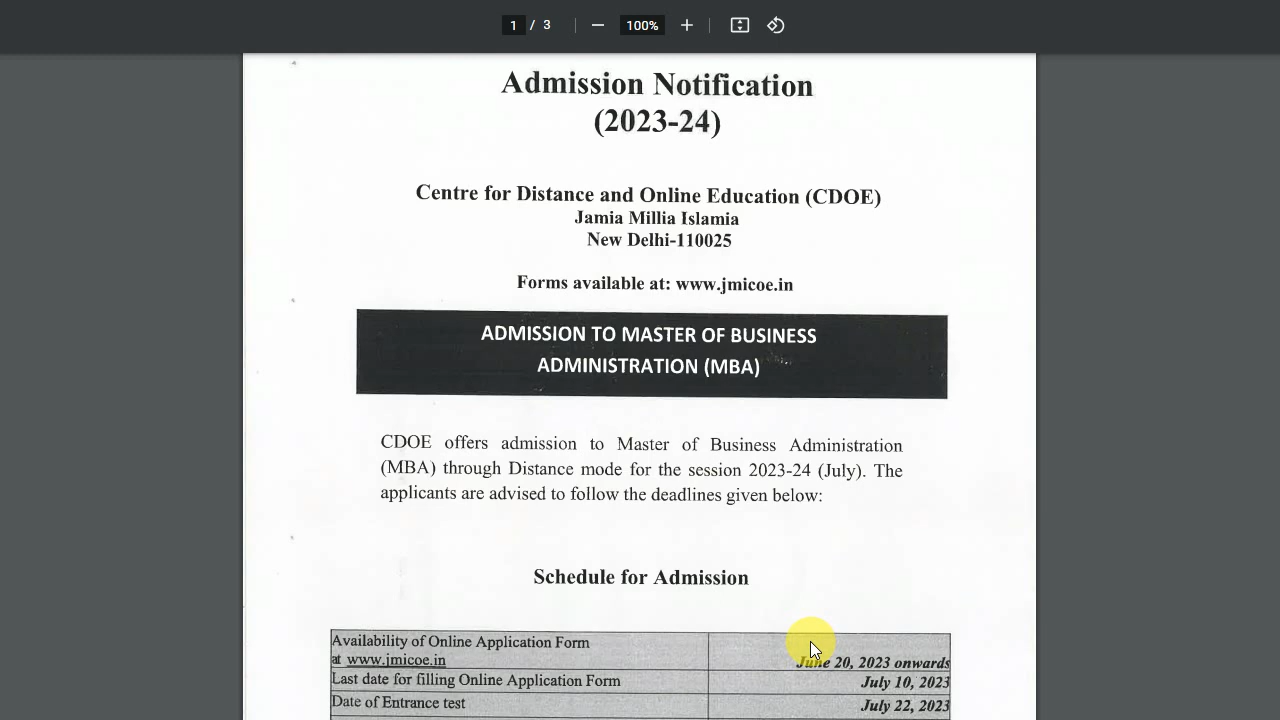 1 / 3
100%
Admission Notification
(2023-24)
Centre for Distance and Online Education (CDOE)
Jamia Millia Islamia
New Delhi-110025
Forms available at: www.jmicoe.in
ADMISSION TO MASTER OF BUSINESS
ADMINISTRATION (MBA)
CDOE offers admission to Master of Business Administration
(MBA) through Distance mode for the session 2023-24 (July). The
applicants are advised to follow the deadlines given below:
Schedule for Admission
Availability of Online Application Form
at www.jmicoe.in June 20, 2023 onwards
Last date for filling Online Application Form July 10, 2023
Date of Entrance test July 22, 2023